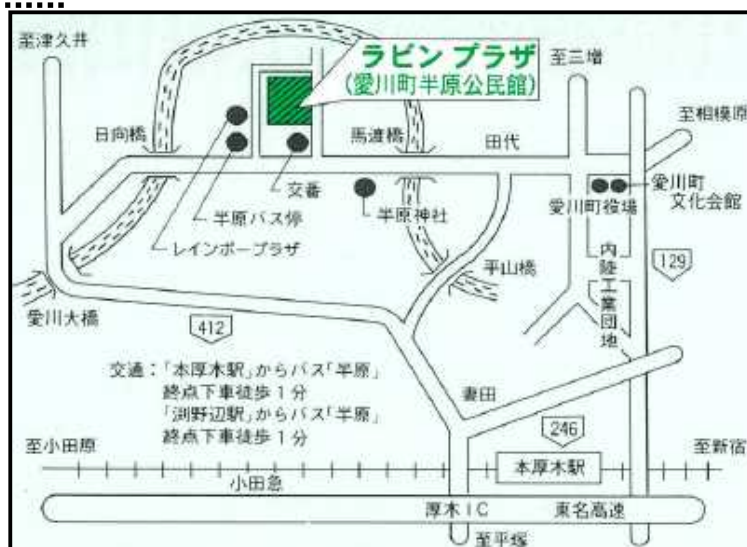 至津久井
ラビン プラザ
(愛川町半原公民館)
至三増
至相模原
日向橋
馬渡橋
田代
交番
半原バス停
レインボープラザ
半原神社
愛川町役場
愛川町
文化会館
平山橋
内陸工業団地
129
愛川大橋
412
交通：「本厚木駅」からバス「半原」
終点下車徒歩1分
「渕野辺駅」からバス「半原」
終点下車徒歩1分
妻田
246
至小田原
至新宿
小田急
本厚木駅
厚木IC
東名高速
至平塚